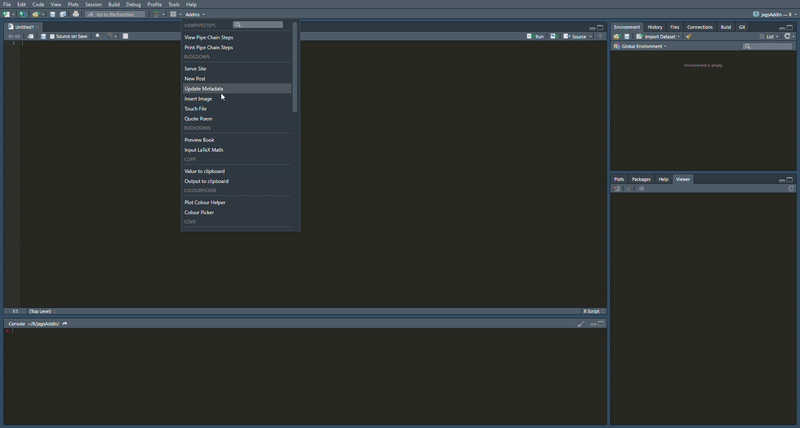 File Edit Code View Plots Session Build Debug Profile Tools Help
Go to file/function Addins jagsAddin — R
Untitled1
Source on Save Run Source
1
VIEWPIPESTEPS
View Pipe Chain Steps
Print Pipe Chain Steps
BLOGDOWN
Serve Site
New Post
Update Metadata
Insert Image
Touch File
Quote Poem
BOOKDOWN
Preview Book
Input LaTeX Math
CLIPR
Value to clipboard
Output to clipboard
COLOURPICKER
Plot Colour Helper
Colour Picker
COVR
1:1 (Top Level) R Script
Console ~/R/jagsAddin/
>
Environment History Files Connections Build Git
Import Dataset List
Global Environment
Environment is empty
Plots Packages Help Viewer